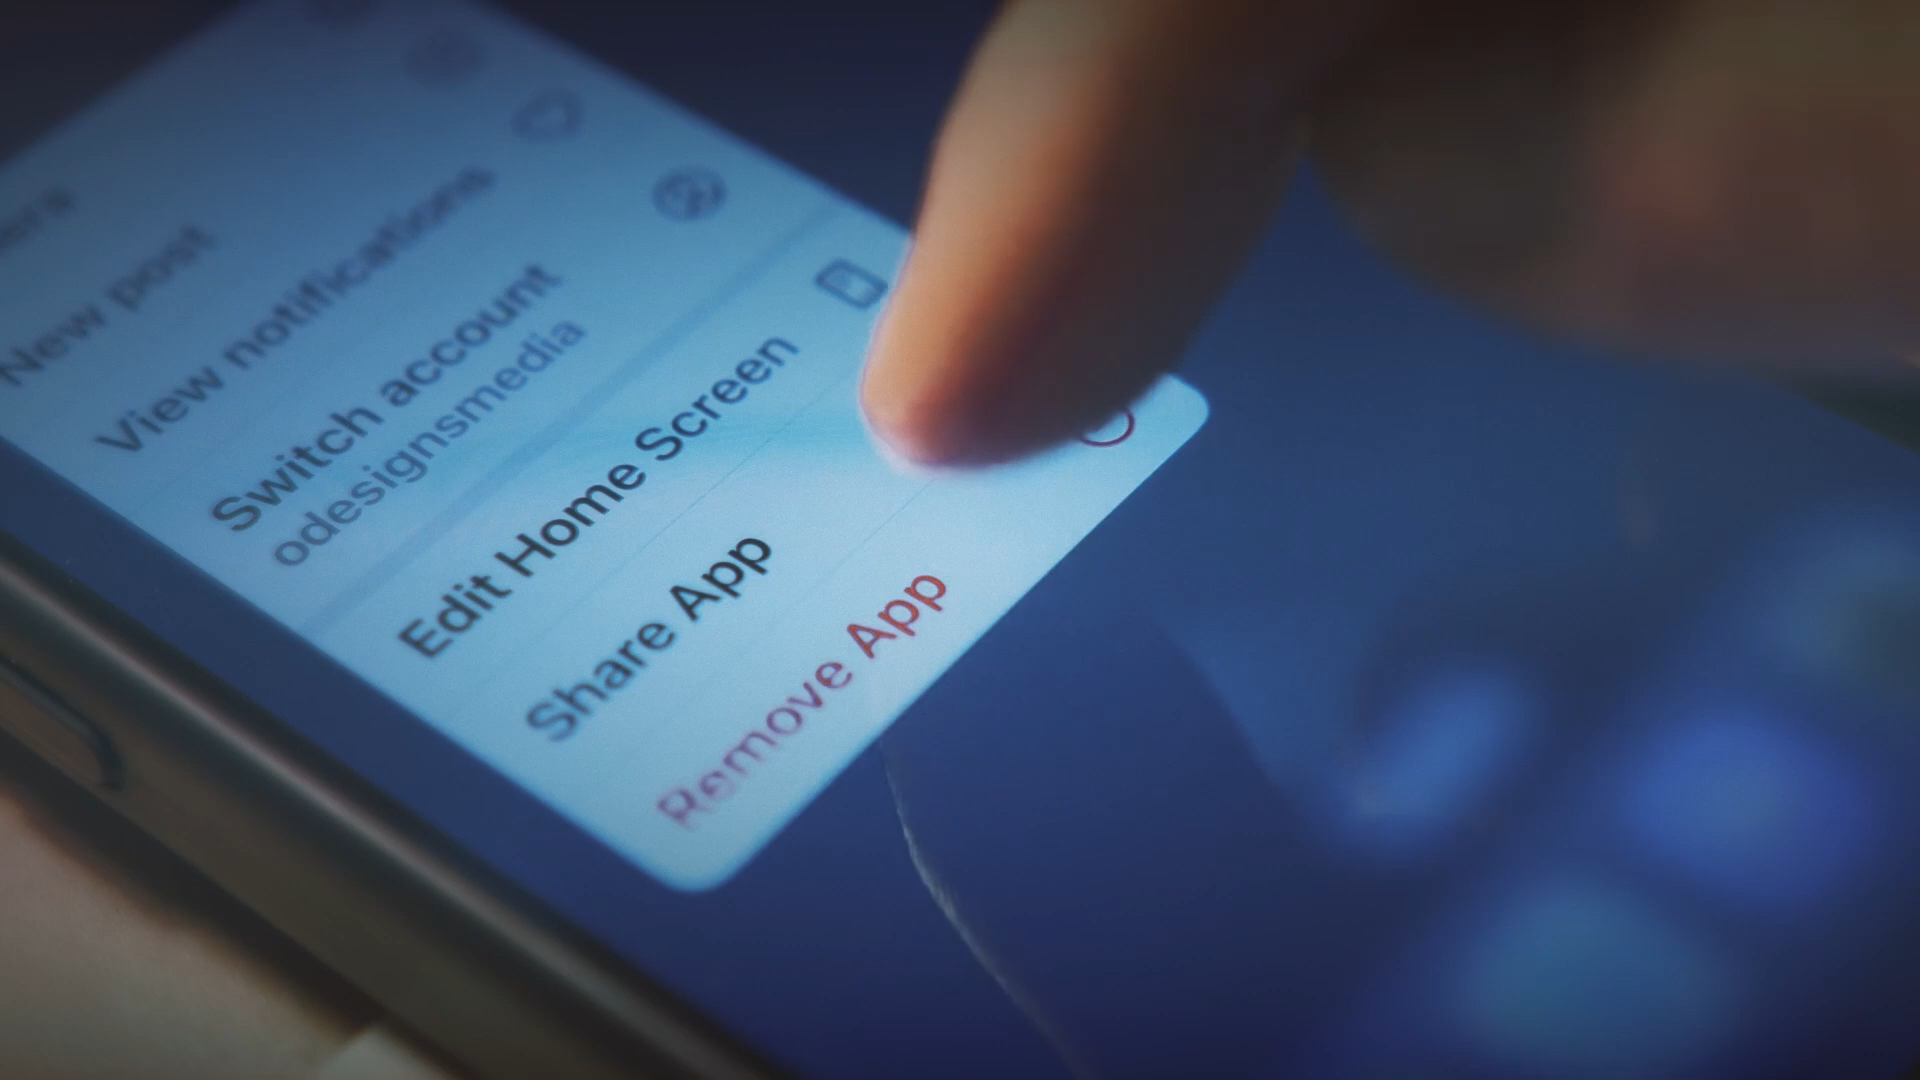 New post
View notifications
Switch account
odesignsmedia
Edit Home Screen
Share App
Remove App